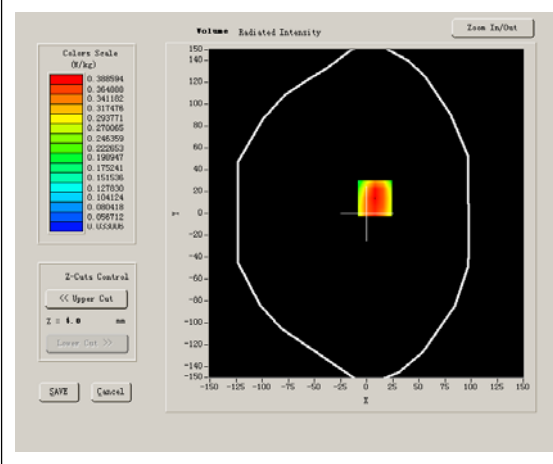 Volume Radiated Intensity
Zoom In/Out
Colors Scale
(W/kg)
0.388594
0.364888
0.341182
0.317476
0.293771
0.270065
0.246359
0.222653
0.198947
0.175241
0.151536
0.127830
0.104124
0.080418
0.056712
0.033006
Z-Cuts Control
<< Upper Cut
Z = 4.0 mm
Lower Cut >>
SAVE
Cancel
150
120
100
80
60
40
20
0
-20
-40
-60
-80
-100
-120
-140
-150
Y
-150 -125 -100 -75 -50 -25 0 25 50 75 100 125 150
X